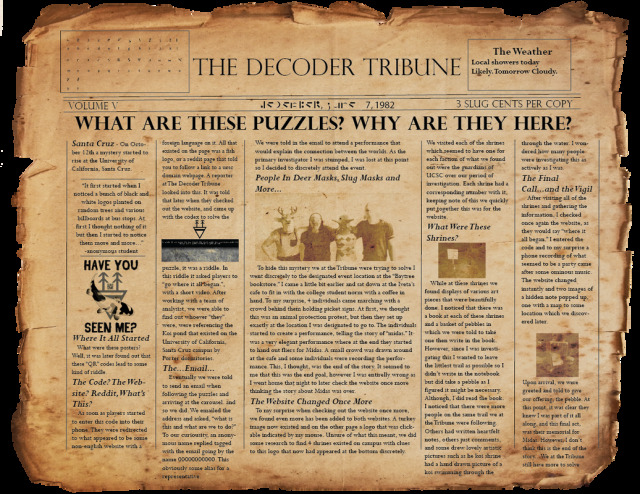 THE DECODER TRIBUNE
The Weather
Local showers today
Likely. Tomorrow Cloudy.
VOLUME V
7, 1982
3 SLUG CENTS PER COPY
WHAT ARE THESE PUZZLES? WHY ARE THEY HERE?
Santa Cruz - On Octo-
ber 12th a mystery started to
rise at the University of
California, Santa Cruz
"It first started when I
noticed a bunch of black and
white logos planted on
random trees and various
billboards at bus stops. At
first I thought nothing of it
but then I started to notice
them more and more.
-anonymous student
HAVE YOU
SEEN ME?
Where It All Started
What were these posters?
Well, it was later found out that
these "QR" codes lead to some
kind of riddle.
The Code? The Web-
site? Reddit, What's
This?
As soon as players started
to enter this code into their
phone. They were redirected
to what appeared to be some
non-english website with a
foreign language on it. All that
existed on the page was a fish
logo, or a reddit page that told
you to follow a link to a new
domain webpage. A reporter
at The Decoder Tribune
looked into this. It was told
that later when they checked
out the website, and came up
with the codex to solve the
puzzle, it was a riddle. In
this riddle it asked players to
"go where it all began."
with a short video. After
working with a team of
analysts, we were able to
find out whoever "they"
were, were referencing the
Koi pond that existed on the
University of California,
Santa Cruz campus by
Porter dormitories.
The...Email...
Eventually we were told
to send an email when
following the puzzles and
arriving at the carousel, and
so we did. We emailed the
address and asked, "what is
this and what are we to do?"
To our curiosity, an anony-
mous name replied tagged
with the email going by the
name 00000000000. This
obviously some alias for a
representative.
We were told in the email to attend a performance that
would explain the connection between the worlds. As the
primary investigator I was stumped, I was lost at this point
so I decided to discretely attend the event.
People In Deer Masks, Slug Masks and
More...
To hide this mystery we at the Tribune were trying to solve I
went discreetly to the designated event location at the "Baytree
bookstore." I came a little bit earlier and sat down at the Iveta's
cafe to fit in with the college student scene with a coffee in
hand. To my surprise, 4 individuals came marching with a
crowd behind them holding picket signs. At first, we thought
this was an animal protection protest, but then they set up
exactly at the location I was designated to go to. The individuals
started to create a performance, telling the story of "midas." It
was a very elegant performance where at the end they started
to hand out fliers for Midas. A small crowd was drawn around
at the cafe and some individuals were recording the perfor-
mance. This, I thought, was the end of the story. It seemed to
me that this was the end goal, however I was entirely wrong as
I went home that night to later check the website once more
thinking the story about Midas was over.
The Website Changed Once More
To my surprise when checking out the website once more,
we found even more has been added to both websites. A turker
image now existed and on the other page a logo was click-
able indicated by my mouse. Unsure of what this meant, we did
some research to find 4 shrines existed on campus with close
to this logo that now had appeared at the bottom discretely.
We visited each of the shrines
which seemed to have one for
each faction of what we found
out were the guardians of
UCSC over our period of
investigation. Each shrine had a
corresponding amber with it,
keeping note of this we quickly
put together this was for the
website.
What Were These
Shrines?
While at these shrines we
found displays of various art
pieces that were beautifully
done. I noticed that there was
a book at each of these shrines
and a basket of pebbles in
which we were told to take
one then write in the book.
However, since I was investi-
gating this I wanted to leave
the littlest trail as possible so I
didn't write in the notebook,
but did take a pebble as I
figured it might be necessary.
Although, I did read the book
I noticed that there were more
people on the same trail we at
the Tribune were following.
Others had written heartfelt
notes, others just comments,
and some drew lovely artistic
pictures such as he koi shrine
had a hand drawn picture of a
koi swimming through the
through the water. I won-
dered how many people
were investigating this as
actively as I was.
The Final
Call,..and the Vigil
After visiting all of the
shrines and gathering the
information. I checked
once again the website, as
they would say "where it
all begin." I entered the
code and to my surprise a
phone recording of what
seemed to be a party came
after some ominous music.
The website changed
instantly and with images of
a hidden note popped up,
one with a map to some
location which we discov-
ered later.
Upon arrival, we were
greeted and told to give
our offering, the pebble. At
this point, it was clear they
knew I was part of it all
along, and this final act,
was their memorial for
Midas. However, I don't
think this is the end of the
story. We at the Tribune
still have more to solve.